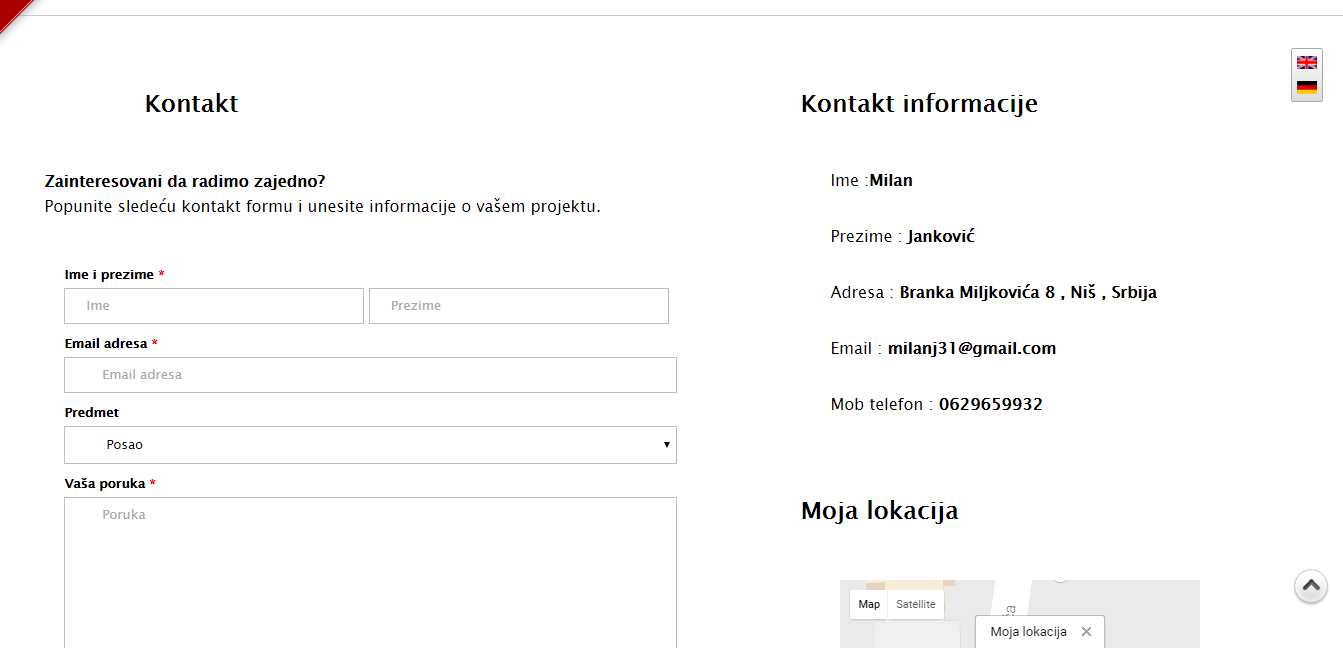 Kontakt
Zainteresovani da radimo zajedno?
Popunite sledeću kontakt formu i unesite informacije o vašem projektu.
Ime i prezime *
Ime
Prezime
Email adresa *
Email adresa
Predmet
Posao
Vaša poruka *
Poruka
Kontakt informacije
Ime :Milan
Prezime : Janković
Adresa : Branka Miljkovića 8 , Niš , Srbija
Email : milanj31@gmail.com
Mob telefon : 0629659932
Moja lokacija
Map
Satellite
Moja lokacija